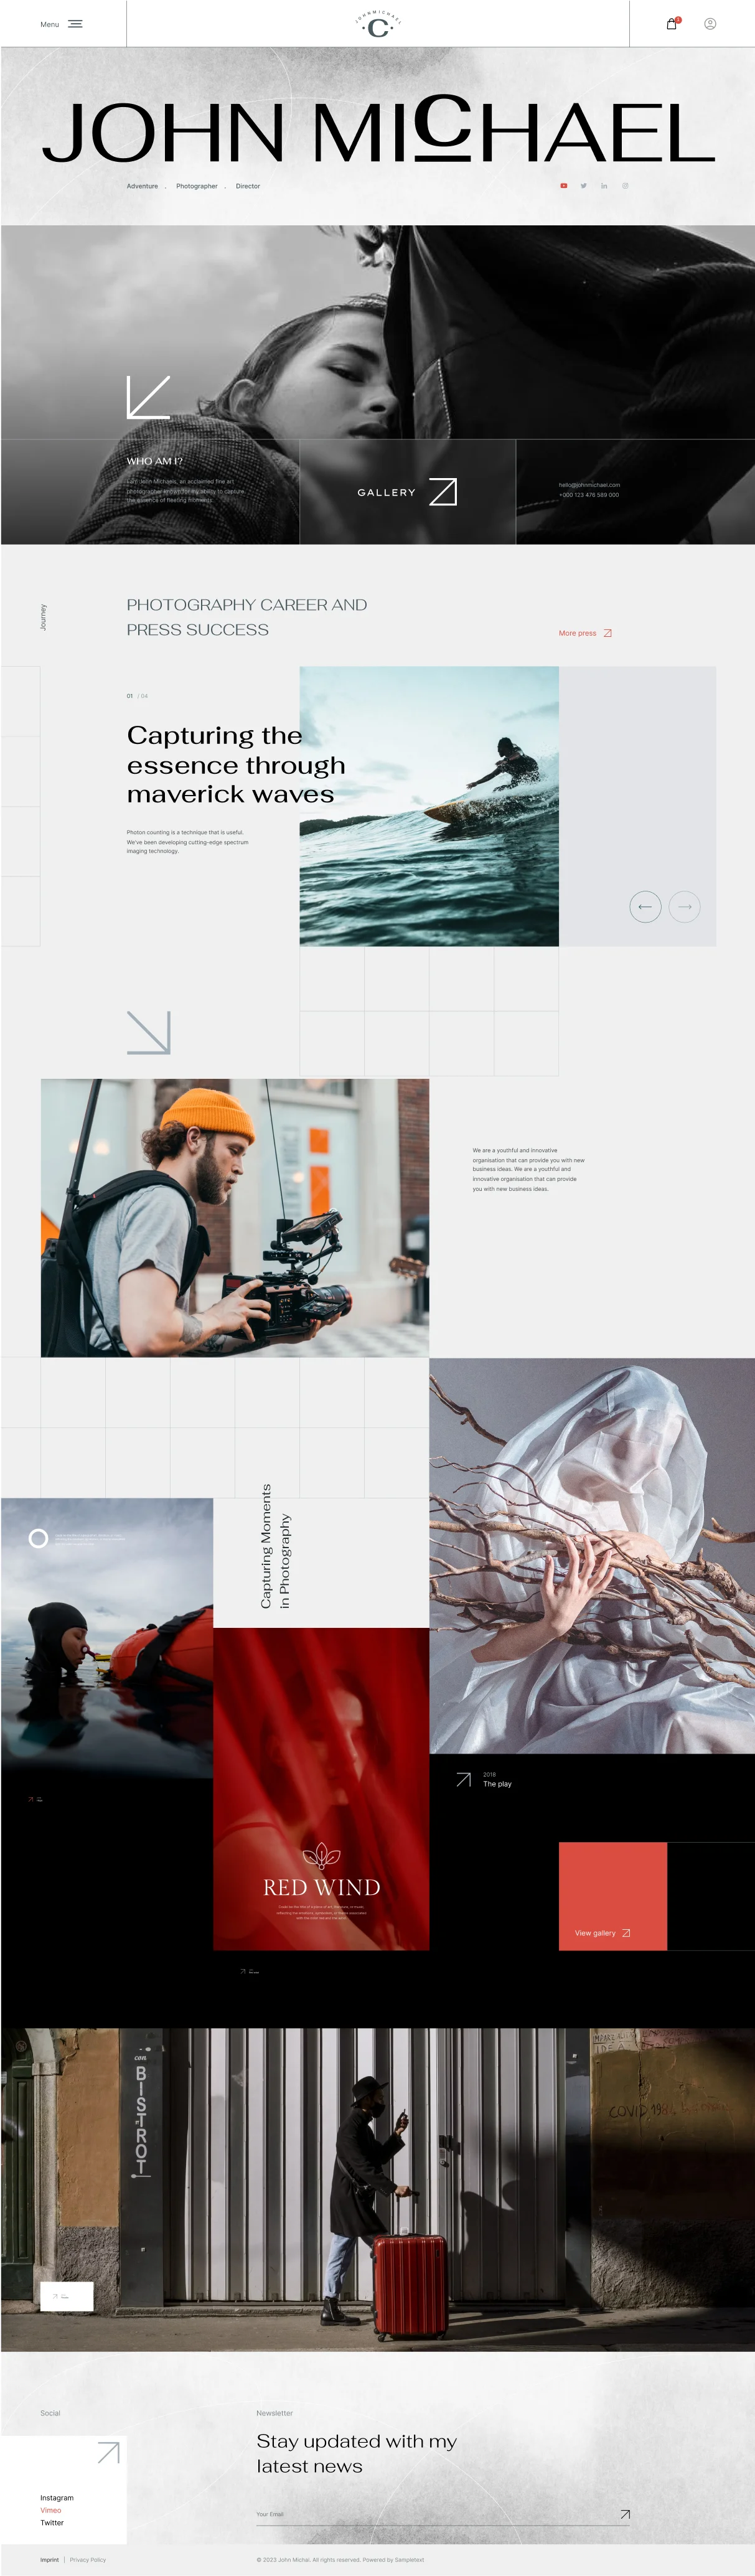 Menu
JOHNMICHAEL
C
1
JOHN MICHAEL
Adventure . Photographer . Director
WHO AM I?
I am John Michaels, an acclaimed fine art
photographer known for my ability to capture
the essence of fleeting moments.
GALLERY
hello@johnmichael.com
+000 123 476 589 000
Journey
PHOTOGRAPHY CAREER AND
PRESS SUCCESS
More press
01 / 04
Capturing the
essence through
maverick waves
Photon counting is a technique that is useful.
We've been developing cutting-edge spectrum
imaging technology.
We are a youthful and innovative
organisation that can provide you with new
business ideas. We are a youthful and
innovative organisation that can provide
you with new business ideas.
Capturing Moments
in Photography
2018
The play
RED WIND
View gallery
con
BISTROT
COVID 19
Social
Instagram
Vimeo
Twitter
Newsletter
Stay updated with my
latest news
Your Email
Imprint | Privacy Policy
© 2023 John Michal. All rights reserved. Powered by Samplehext